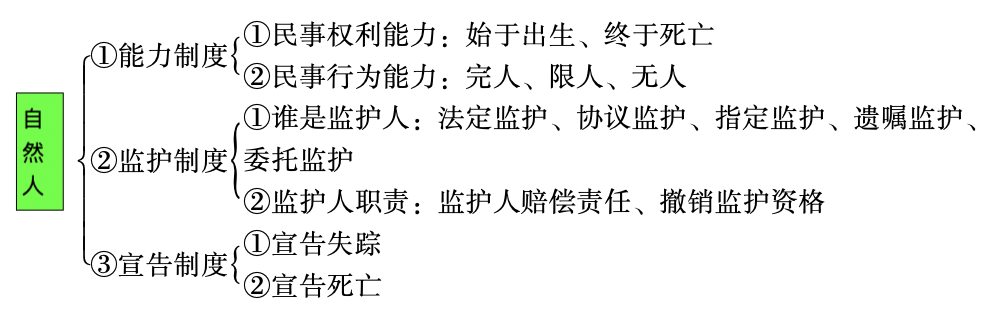 自然人
①能力制度
①民事权利能力：始于出生、终于死亡
②民事行为能力：完人、限人、无人
②监护制度
①谁是监护人：法定监护、协议监护、指定监护、遗嘱监护、
委托监护
②监护人职责：监护人赔偿责任、撤销监护资格
③宣告制度
①宣告失踪
②宣告死亡